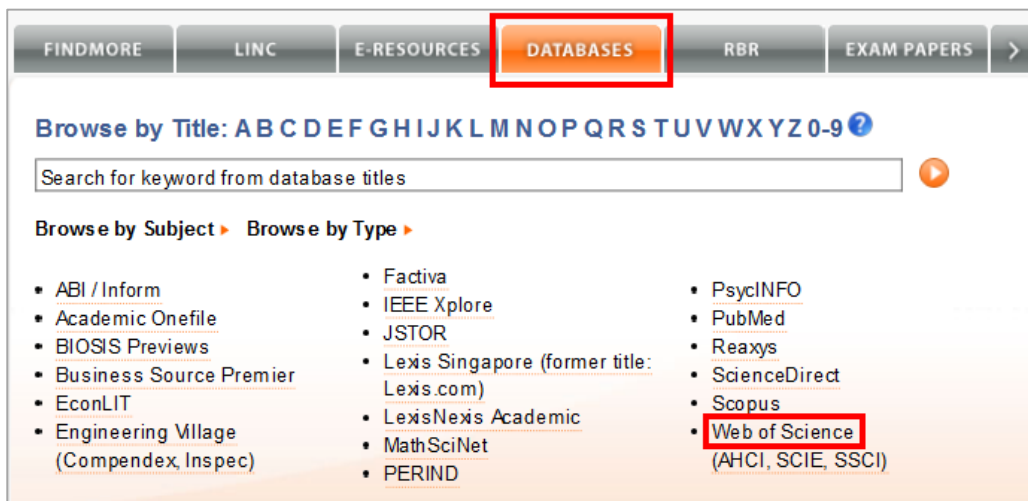 FINDMORE LINC E-RESOURCES DATABASES RBR EXAM PAPERS >
Browse by Title: A B C D E F G H I J K L M N O P Q R S T U V W X Y Z 0-9 ?
Search for keyword from database titles
Browse by Subject Browse by Type
ABI / Inform
Academic Onefile
BIOSIS Previews
Business Source Premier
EconLIT
Engineering Village
(Compendex, Inspec)
Factiva
IEEE Xplore
JSTOR
Lexis Singapore (former title:
Lexis.com)
LexisNexis Academic
MathSciNet
PERIND
PsycINFO
PubMed
Reaxys
ScienceDirect
Scopus
Web of Science
(AHCI, SCIE, SSCI)